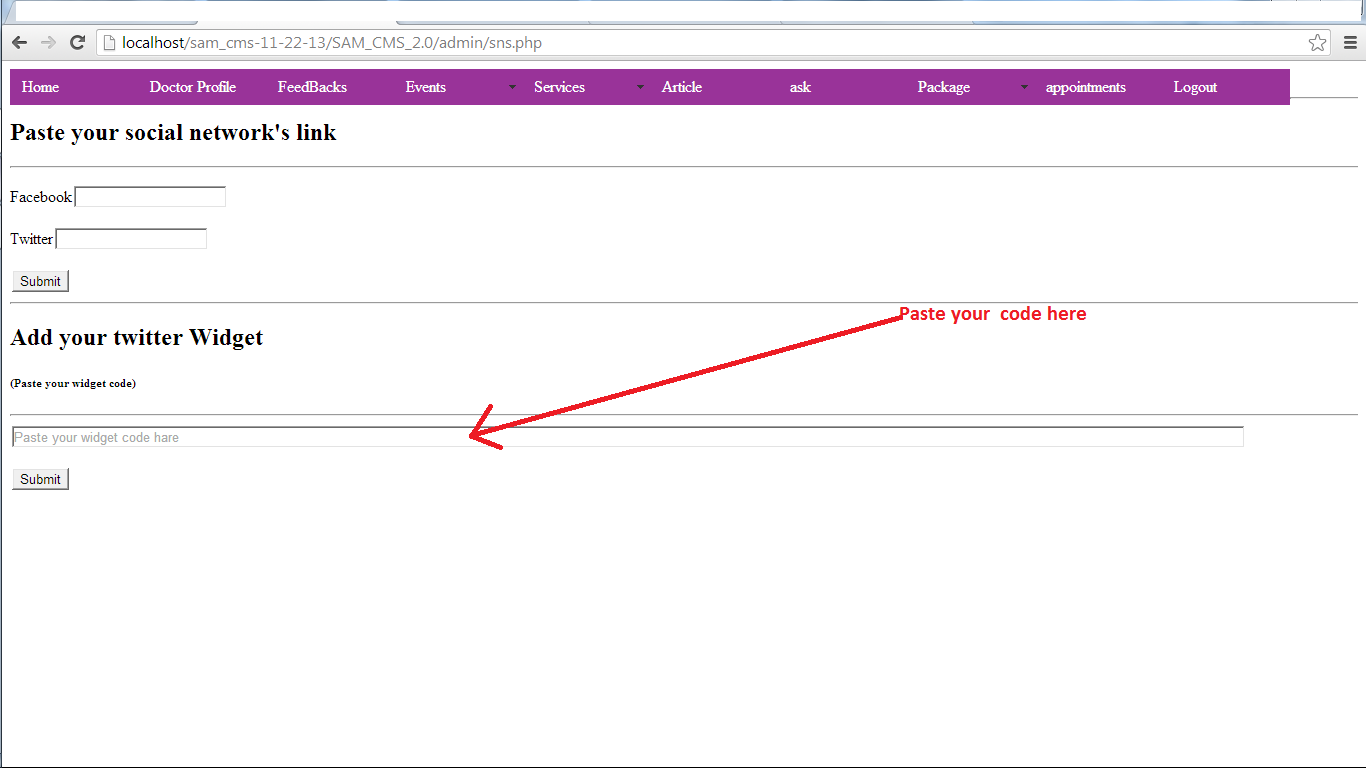 localhost/sam_cms-11-22-13/SAM_CMS_2.0/admin/sns.php
Home Doctor Profile FeedBacks Events Services Article ask Package appointments Logout
Paste your social network's link
Facebook
Twitter
Submit
Paste your  code here
Add your twitter Widget
(Paste your widget code)
Paste your widget code hare
Submit